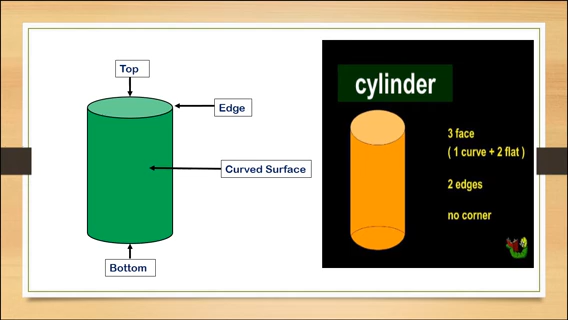 Top
Edge
Curved Surface
Bottom
cylinder
3 face
( 1 curve + 2 flat )
2 edges
no corner